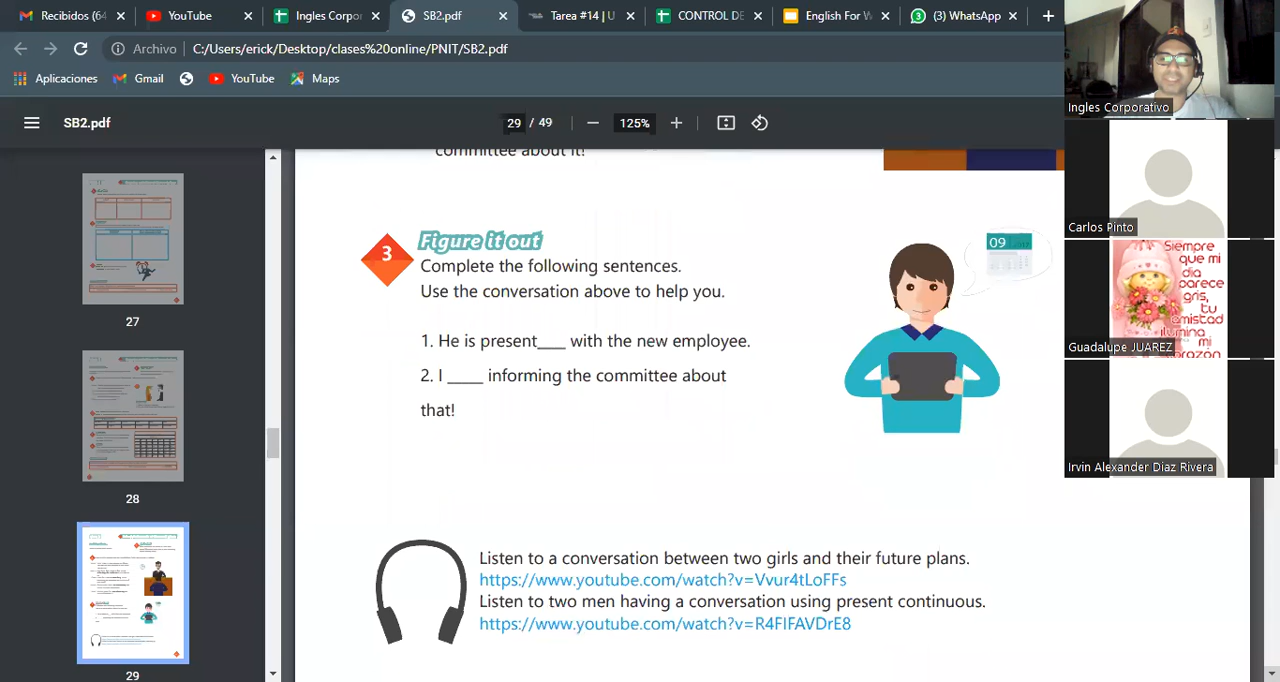 Recibidos (64
YouTube
Ingles Corpor
SB2.pdf
Tarea #14 | U
CONTROL DE
English For W
(3) WhatsApp
Archivo
C:/Users/erick/Desktop/clases%20online/PNIT/SB2.pdf
Aplicaciones
Gmail
YouTube
Maps
SB2.pdf
29 / 49
125%
27
28
29
committee about it!
3
Figure it out
Complete the following sentences.
Use the conversation above to help you.
1. He is present___ with the new employee.
2. I ____ informing the committee about
that!
09
Listen to a conversation between two girls and their future plans.
https://www.youtube.com/watch?v=Vvur4tLoFFs
Listen to two men having a conversation using present continuous.
https://www.youtube.com/watch?v=R4FIFAVDrE8
Ingles Corporativo
Carlos Pinto
Siempre
que mi
dia
parece
gris,
tu
amistad
ilumina
mi
corazón
Guadalupe JUAREZ
Irvin Alexander Diaz Rivera